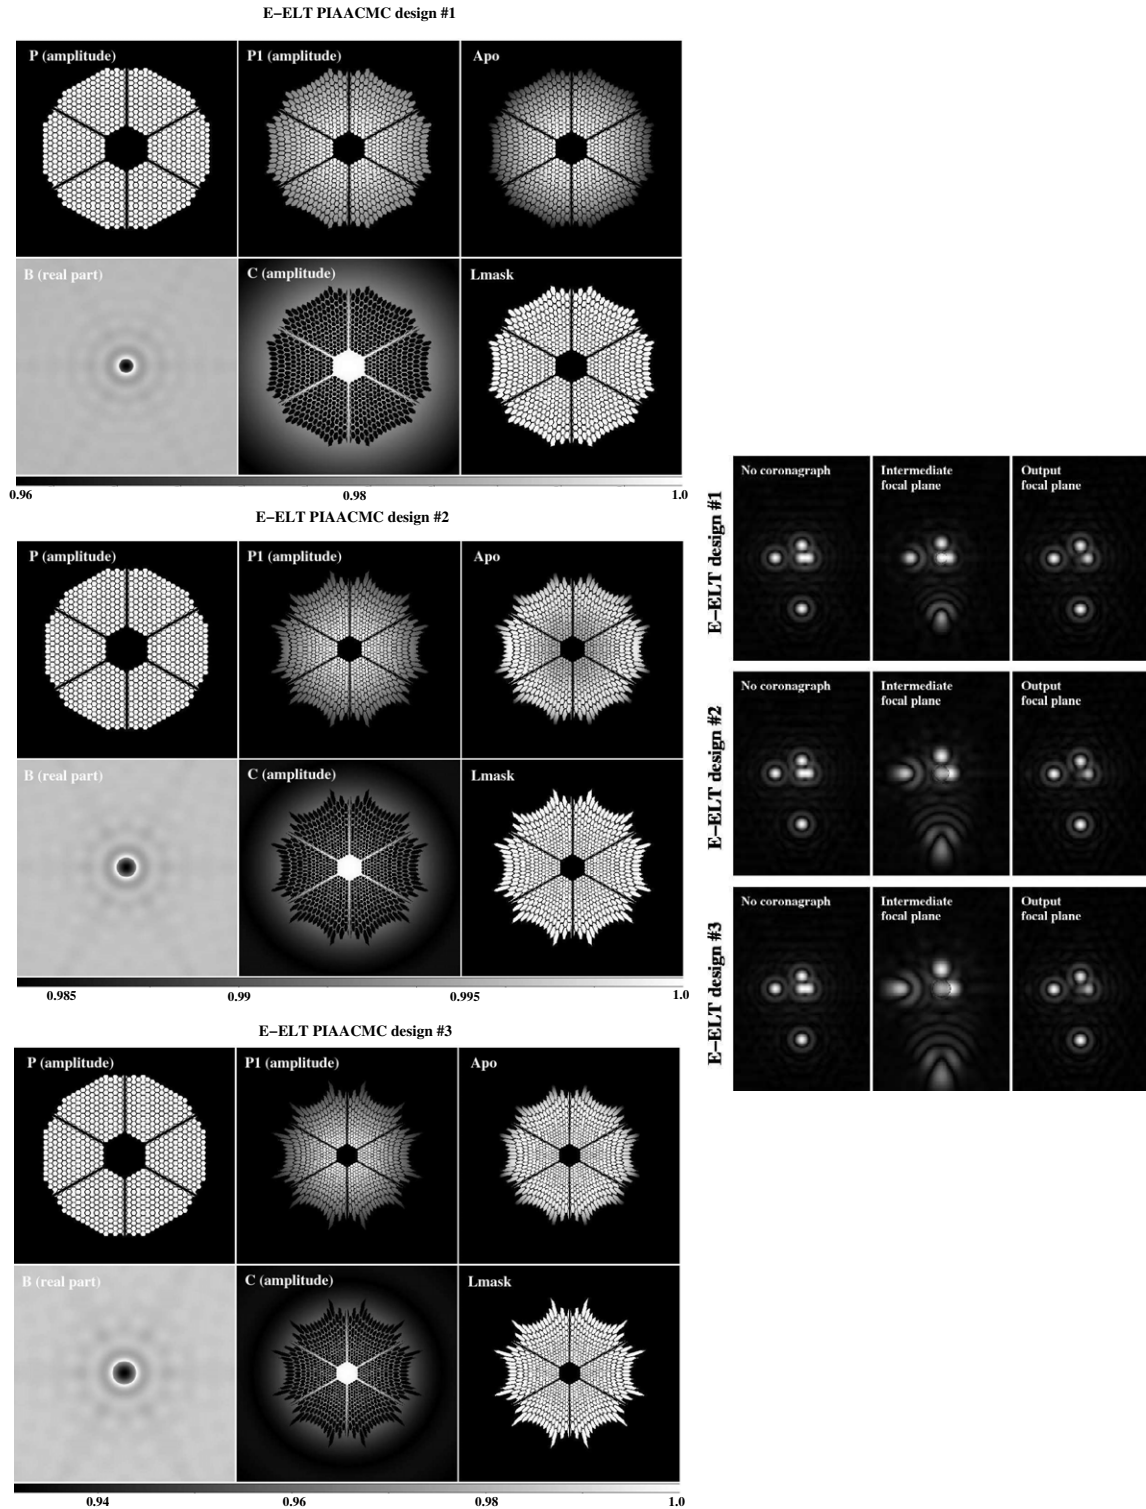 E−ELT PIAACMC design #1
P (amplitude)
P1 (amplitude)
Apo
B (real part)
C (amplitude)
Lmask
0.96
0.98
1.0
E−ELT PIAACMC design #2
P (amplitude)
P1 (amplitude)
Apo
B (real part)
C (amplitude)
Lmask
0.985
0.99
0.995
1.0
E−ELT PIAACMC design #3
P (amplitude)
P1 (amplitude)
Apo
B (real part)
C (amplitude)
Lmask
0.94
0.96
0.98
1.0
E−ELT design #1
No coronagraph
Intermediate
focal plane
Output
focal plane
E−ELT design #2
No coronagraph
Intermediate
focal plane
Output
focal plane
E−ELT design #3
No coronagraph
Intermediate
focal plane
Output
focal plane